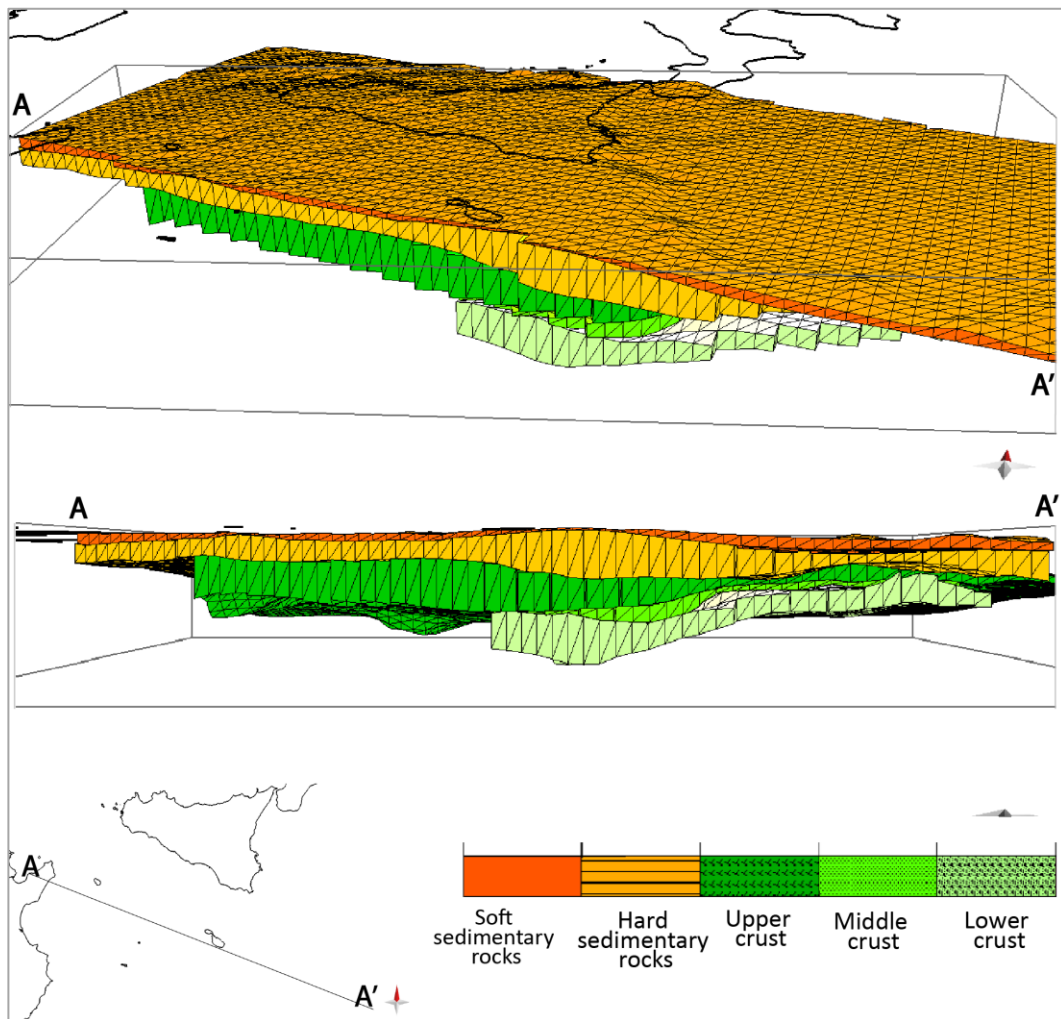 A
A'
A
A'
A
A'
Soft
sedimentary
rocks
Hard
sedimentary
rocks
Upper
crust
Middle
crust
Lower
crust